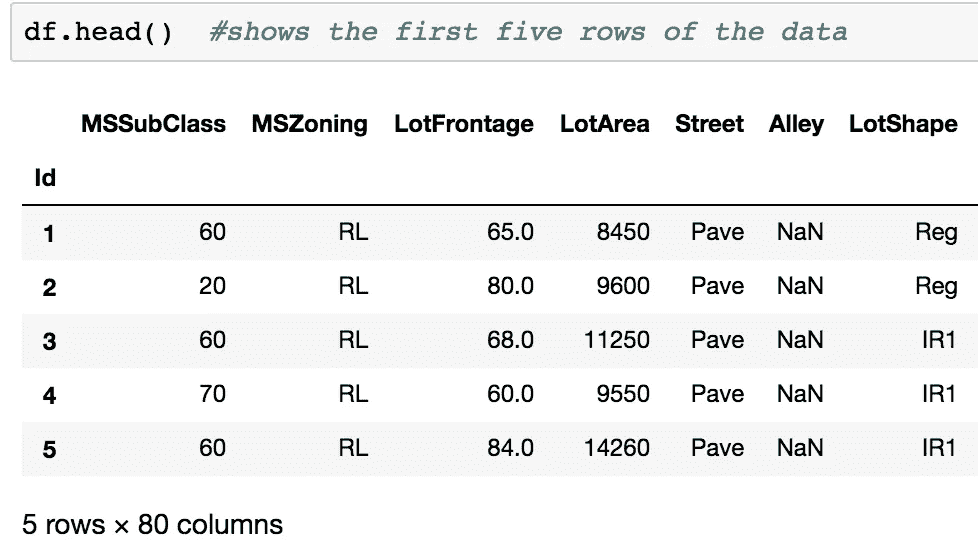 df.head() #shows the first five rows of the data
MSSubClass MSZoning LotFrontage LotArea Street Alley LotShape
Id
1 60 RL 65.0 8450 Pave NaN Reg
2 20 RL 80.0 9600 Pave NaN Reg
3 60 RL 68.0 11250 Pave NaN IR1
4 70 RL 60.0 9550 Pave NaN IR1
5 60 RL 84.0 14260 Pave NaN IR1
5 rows × 80 columns